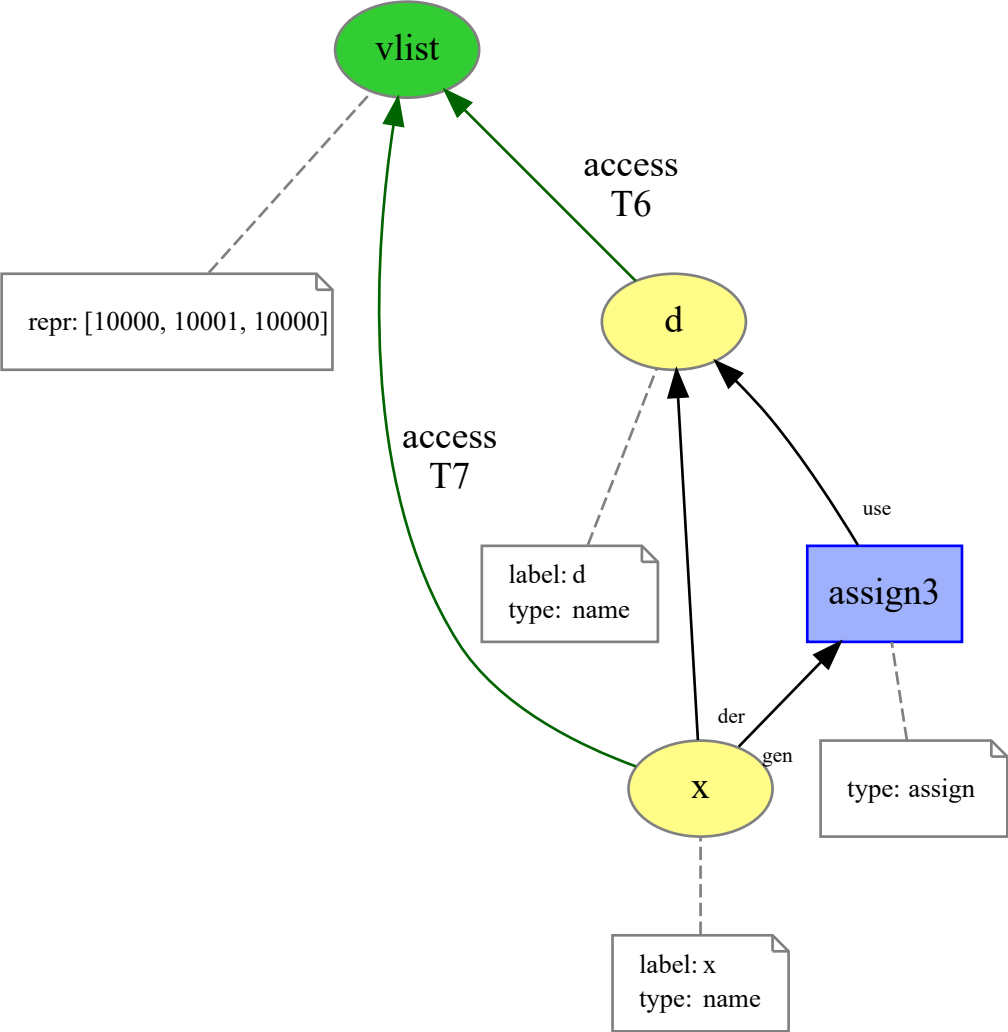 vlist
access
T6
repr: [10000, 10001, 10000]
d
access
T7
use
label: d
type: name
assign3
der
gen
x
type: assign
label: x
type: name